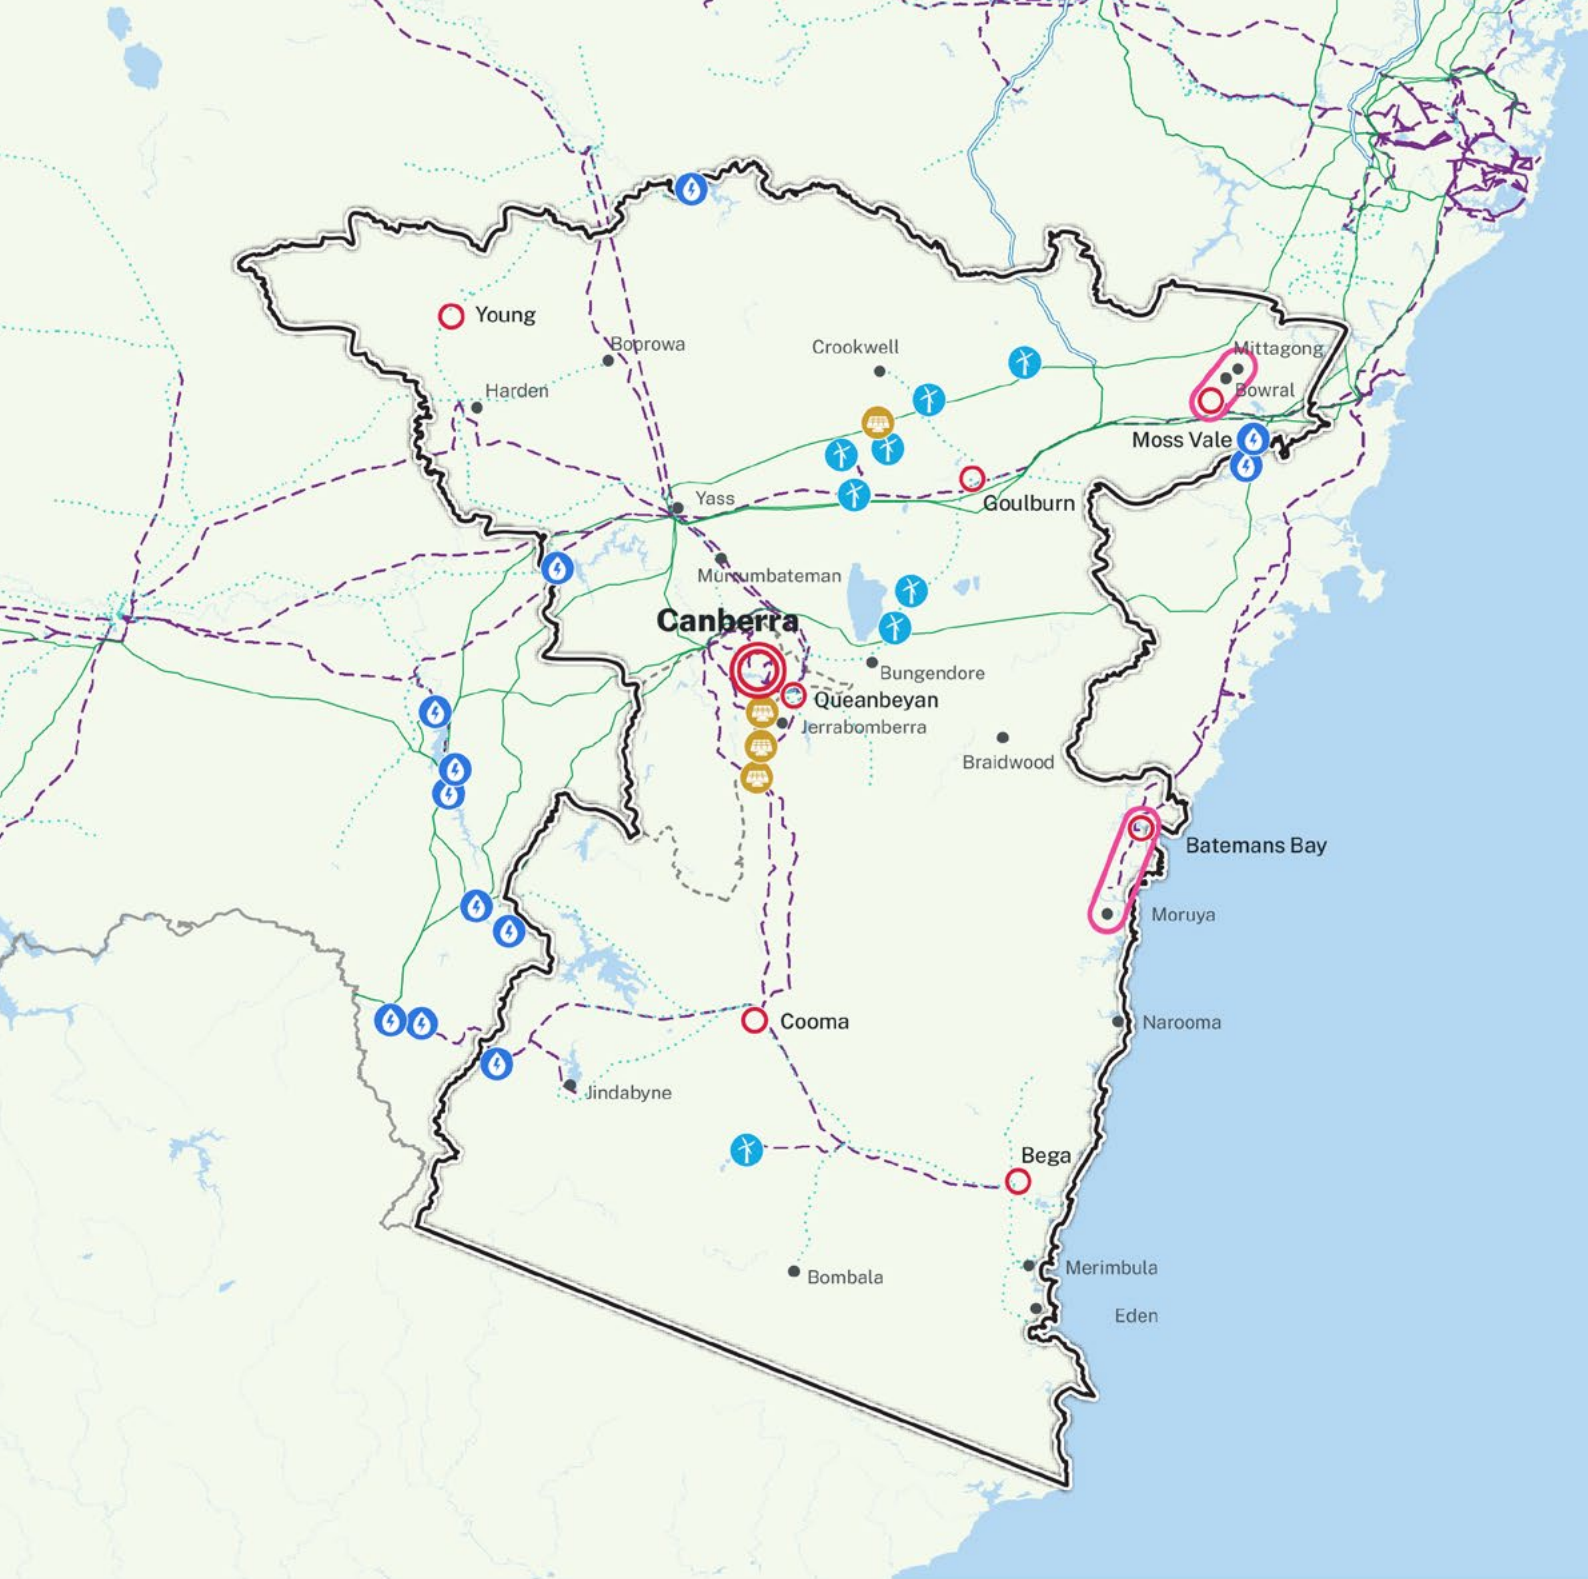 Young
Boorowa
Crookwell
Mittagong
Harden
Bowral
Moss Vale
Yass
Goulburn
Murrumbateman
Canberra
Bungendore
Queanbeyan
Jerrabomberra
Braidwood
Batemans Bay
Moruya
Cooma
Narooma
Jindabyne
Bega
Merimbula
Bombala
Eden